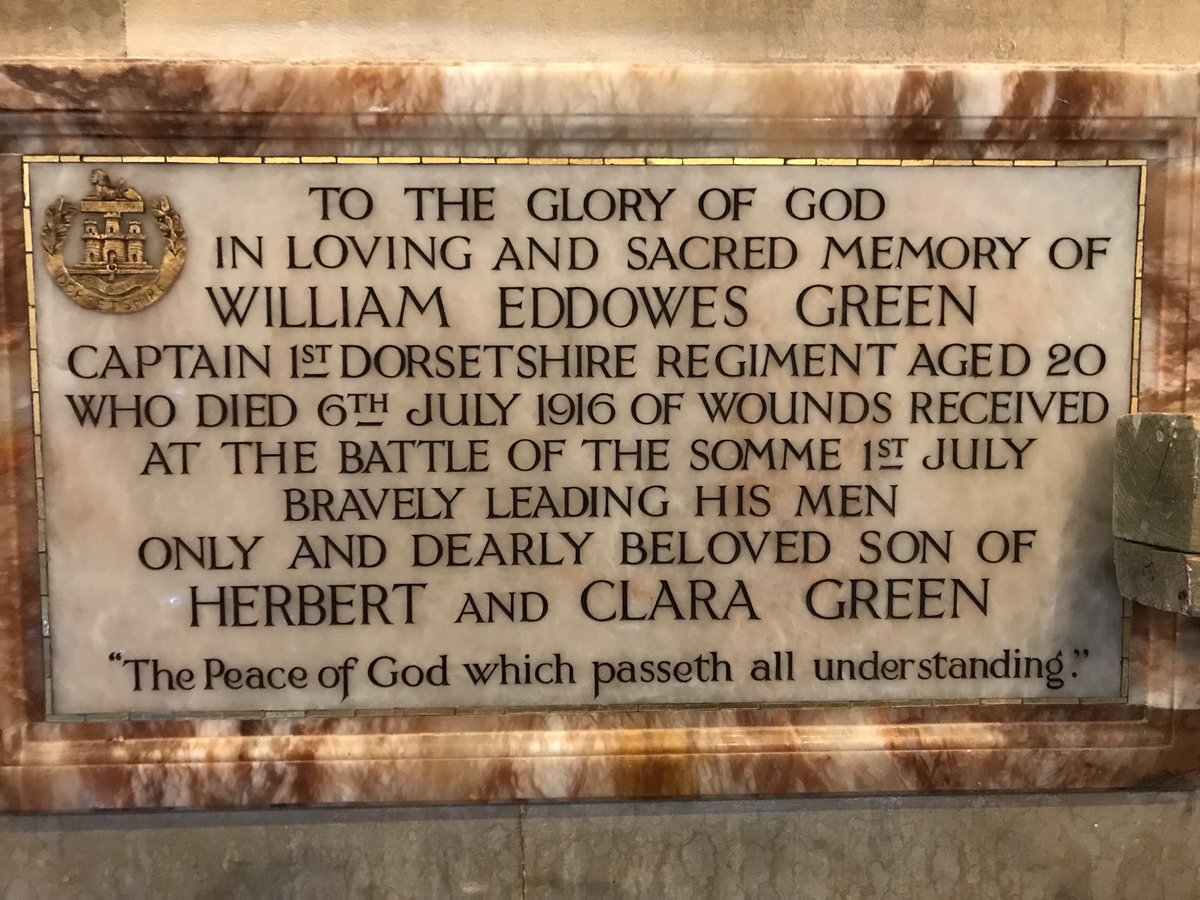 TO THE GLORY OF GOD
IN LOVING AND SACRED MEMORY OF
WILLIAM EDDOWES GREEN
CAPTAIN 1ST DORSETSHIRE REGIMENT AGED 20
WHO DIED 6TH JULY 1916 OF WOUNDS RECEIVED
AT THE BATTLE OF THE SOMME 1ST JULY
BRAVELY LEADING HIS MEN
ONLY AND DEARLY BELOVED SON OF
HERBERT AND CLARA GREEN
"The Peace of God which passeth all understanding."
DORSETSHIRE